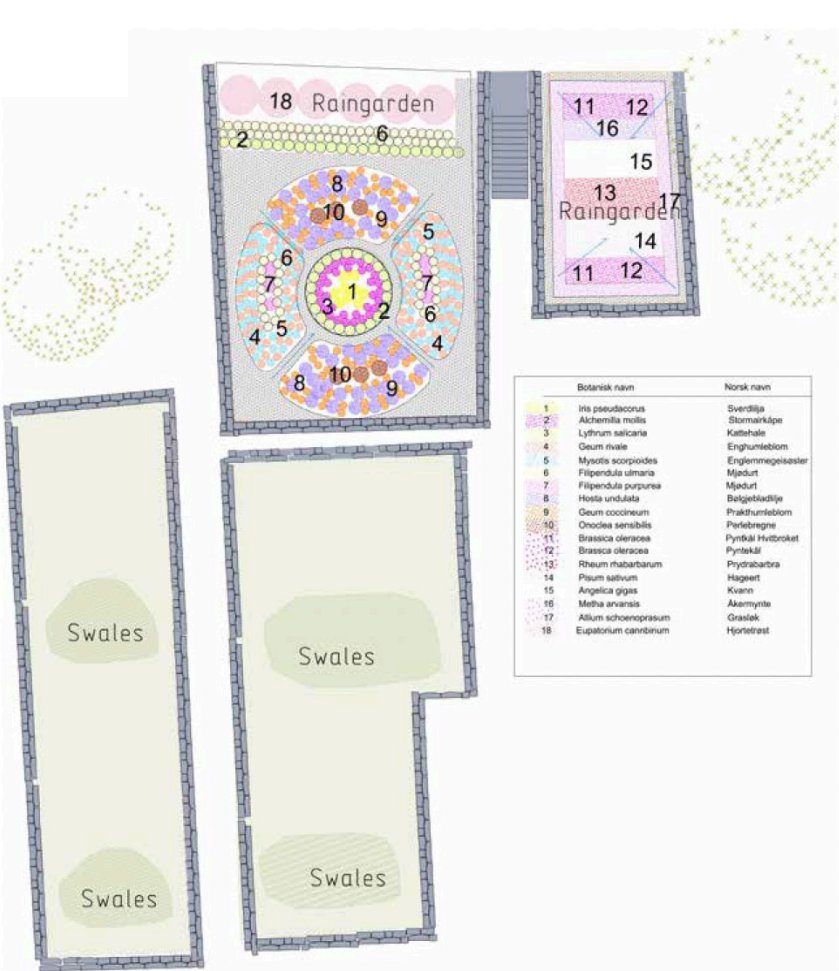 18 Raingarden
6
2
8
10
9
5
6
7
7
1
3
2
6
4
5
4
10
8
9
11 12
16
15
13
17
Raingarden
14
11 12
Botanisk navn Norsk navn
1 Iris pseudacorus Sverdlilja
2 Alchemilla mollis Stormarikåpe
3 Lythrum salicaria Kattehale
4 Geum rivale Enghumleblom
5 Mysotis scorpioides Englemmegeisøster
6 Filipendula ulmaria Mjødurt
7 Filipendula purpurea Mjødurt
8 Hosta undulata Bølgjebladlilje
9 Geum coccineum Prakthumleblom
10 Onoclea sensibilis Perlebregne
11 Brassica oleracea Pyntkål Hvitbroket
12 Brassca oleracea Pyntekål
13 Rheum rhabarbarum Prydrabarbra
14 Pisum sativum Hageert
15 Angelica gigas Kvann
16 Metha arvansis Åkermynte
17 Allium schoenoprasum Grasløk
18 Eupatorium cannbinum Hjortetrøst
Swales
Swales
Swales
Swales